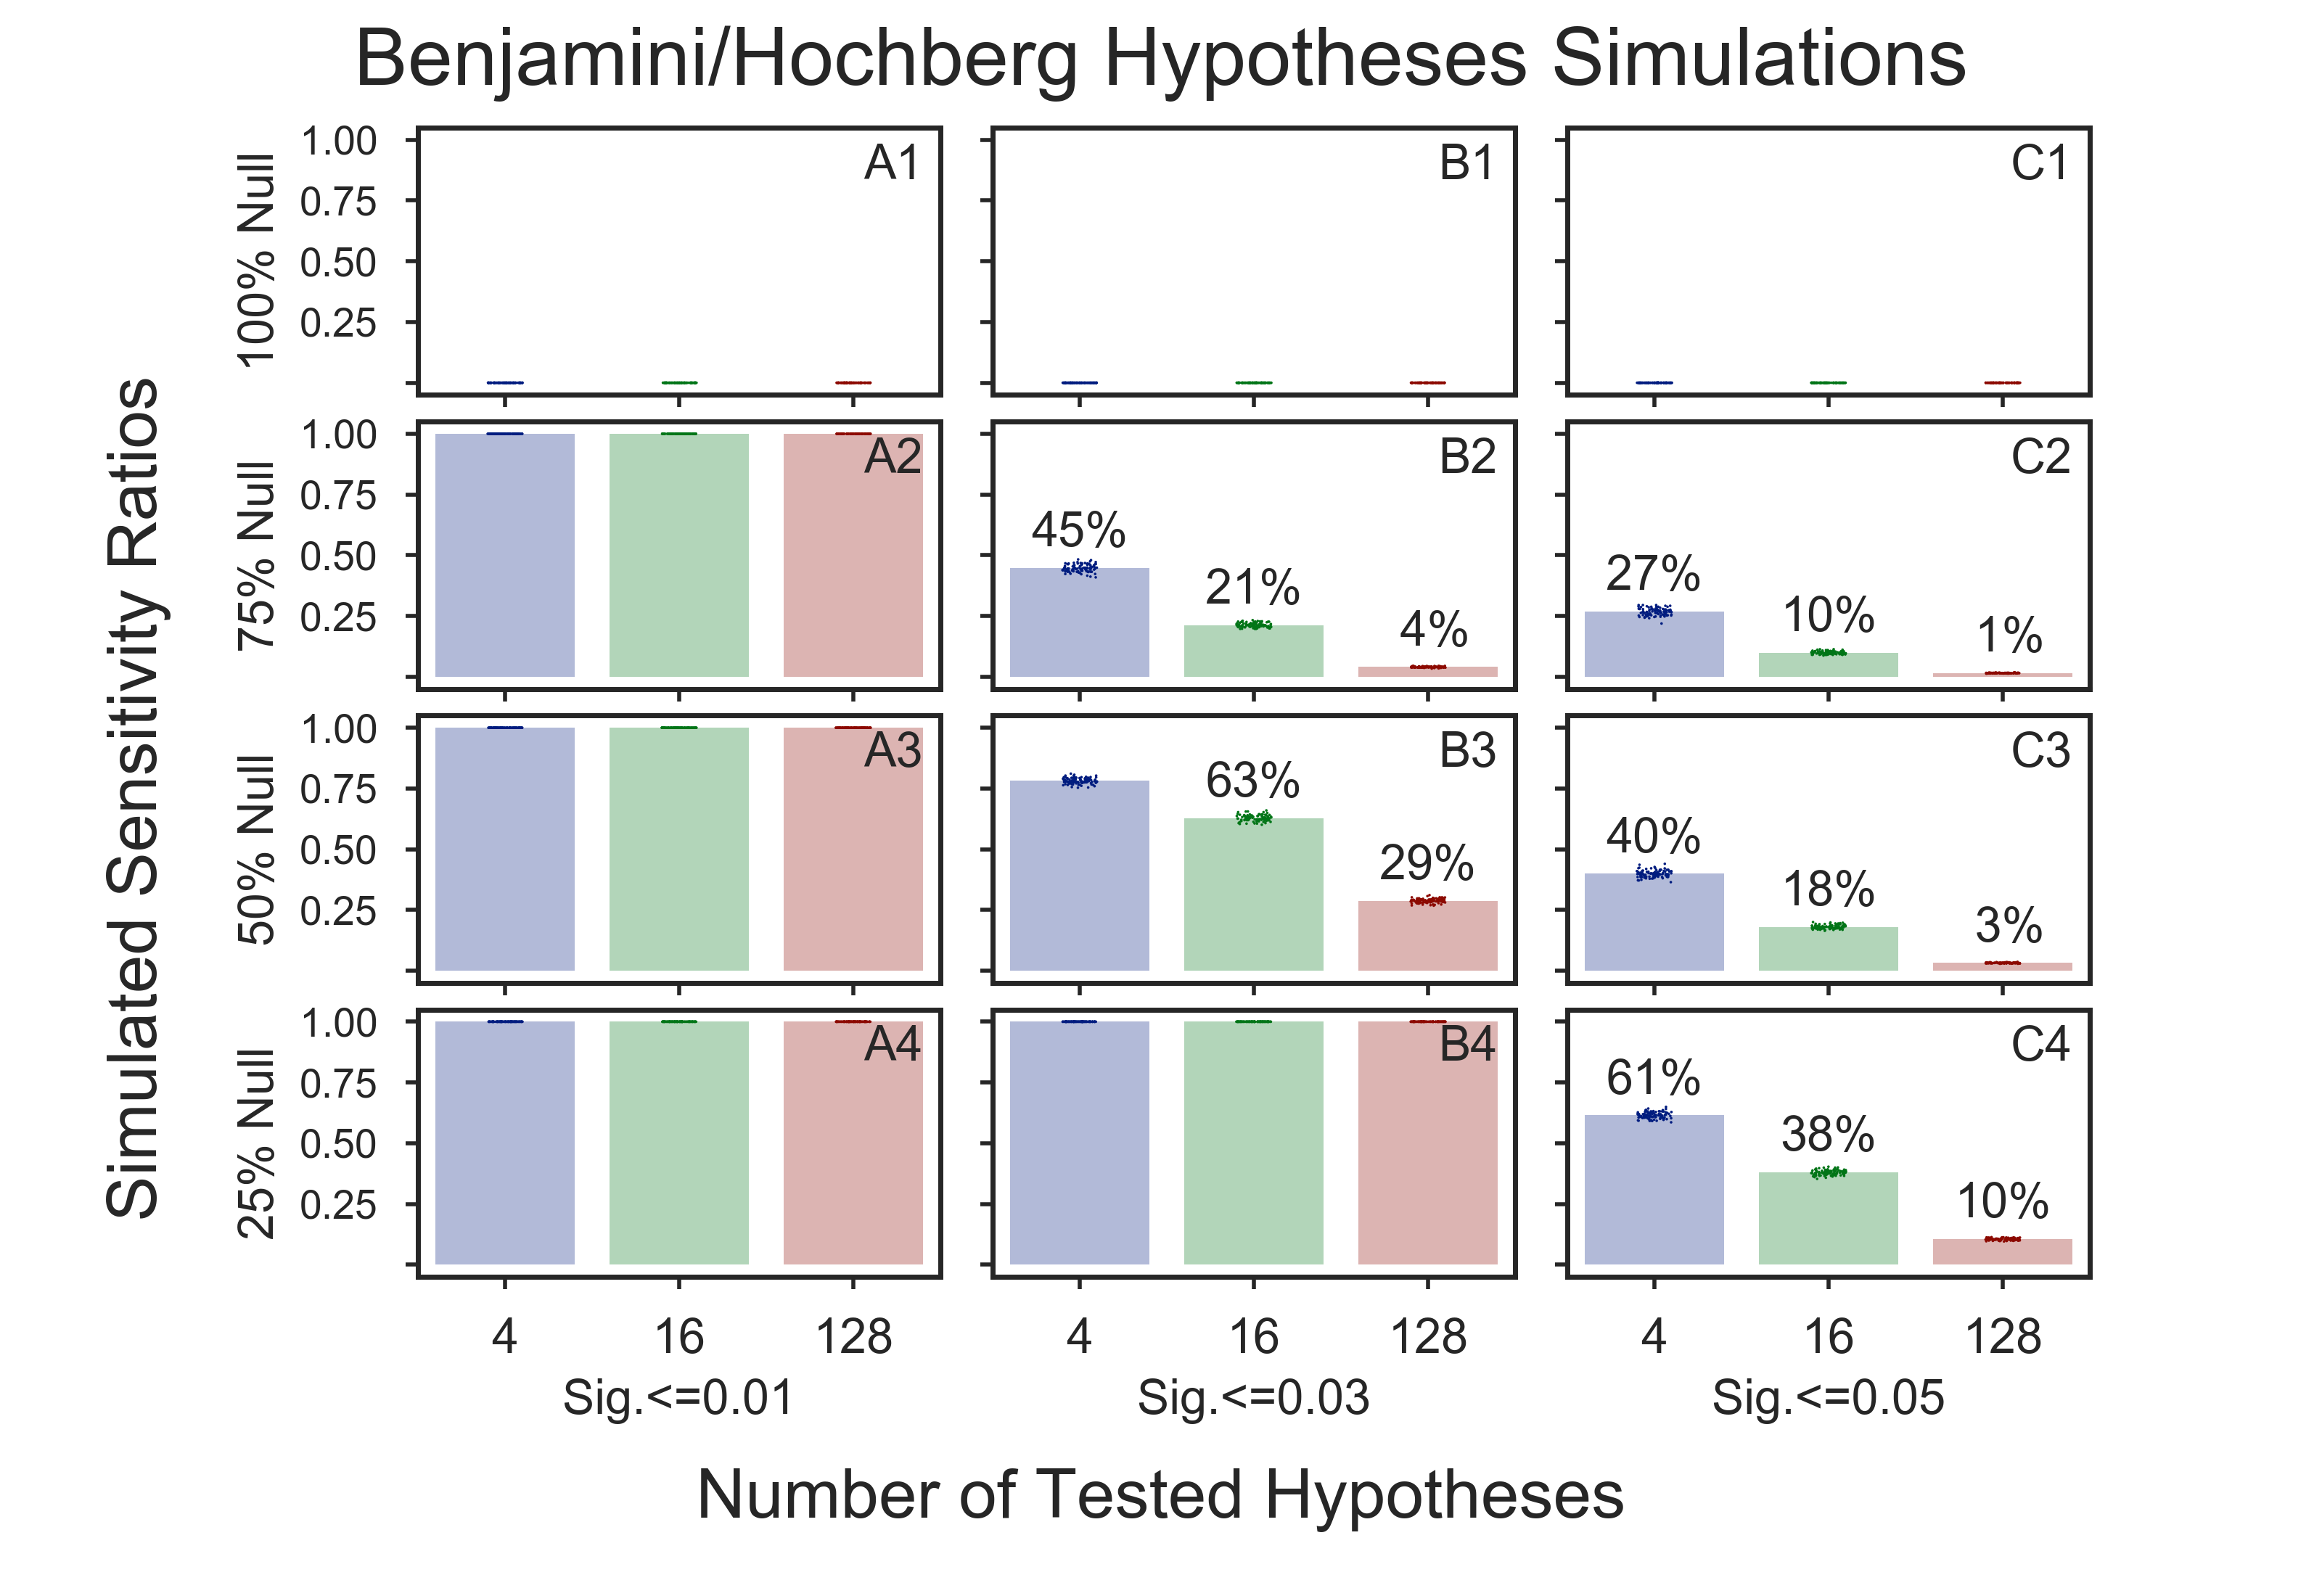 Benjamini/Hochberg Hypotheses Simulations
Simulated Sensitivity Ratios
100% Null
1.00
0.75
0.50
0.25
A1
B1
C1
75% Null
1.00
0.75
0.50
0.25
A2
B2
45%
21%
4%
C2
27%
10%
1%
50% Null
1.00
0.75
0.50
0.25
A3
B3
63%
29%
C3
40%
18%
3%
25% Null
1.00
0.75
0.50
0.25
A4
B4
C4
61%
38%
10%
4 16 128
4 16 128
4 16 128
Sig.<=0.01
Sig.<=0.03
Sig.<=0.05
Number of Tested Hypotheses